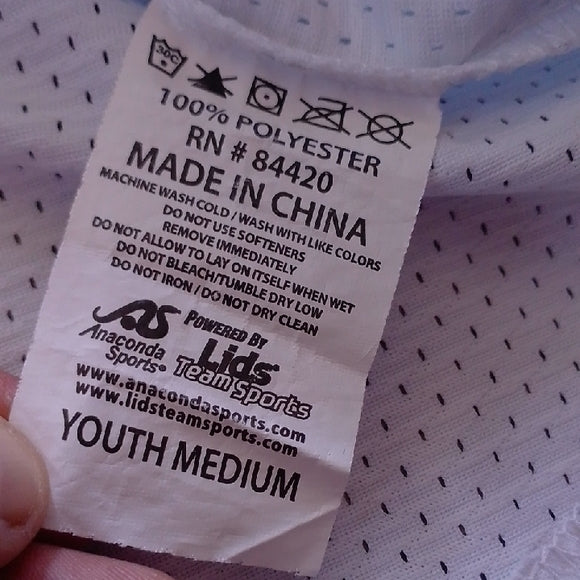 30C
100% POLYESTER
RN # 84420
MADE IN CHINA
MACHINE WASH COLD / WASH WITH LIKE COLORS
DO NOT USE SOFTENERS
REMOVE IMMEDIATELY
DO NOT ALLOW TO LAY ON ITSELF WHEN WET
DO NOT BLEACH/TUMBLE DRY LOW
DO NOT IRON / DO NOT DRY CLEAN
AS
Anaconda
Sports®
POWERED BY
Lids
Team Sports
www.anacondasports.com
www.lidsteamsports.com
YOUTH MEDIUM